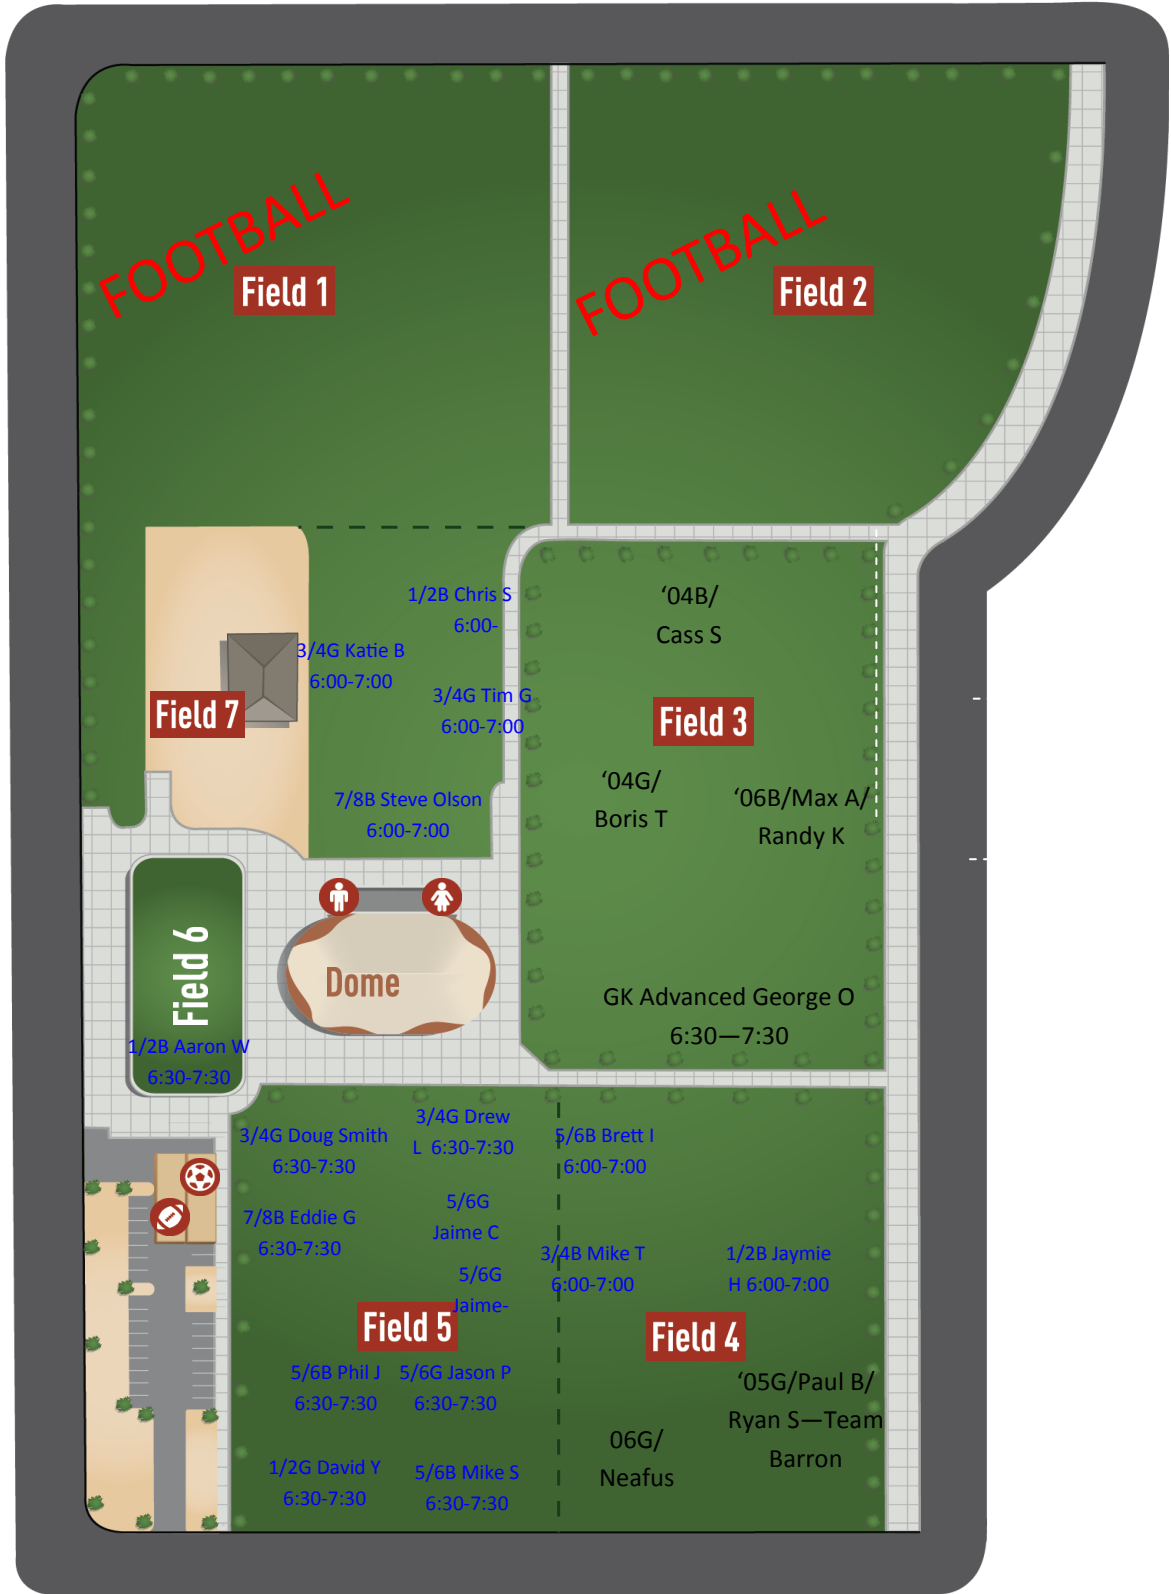 FOOTBALL
Field 1
FOOTBALL
Field 2
1/2B Chris S
6:00-
3/4G Katie B
6:00-7:00
3/4G Tim G
6:00-7:00
Field 7
7/8B Steve Olson
6:00-7:00
‘04B/
Cass S
Field 3
‘04G/
Boris T
‘06B/Max A/
Randy K
GK Advanced George O
6:30—7:30
Field 6
1/2B Aaron W
6:30-7:30
Dome
3/4G Doug Smith
6:30-7:30
3/4G Drew
L 6:30-7:30
7/8B Eddie G
6:30-7:30
5/6G
Jaime C
5/6G
Jaime-
Field 5
5/6B Phil J
6:30-7:30
5/6G Jason P
6:30-7:30
1/2G David Y
6:30-7:30
5/6B Mike S
6:30-7:30
5/6B Brett I
6:00-7:00
3/4B Mike T
6:00-7:00
1/2B Jaymie
H 6:00-7:00
Field 4
‘05G/Paul B/
Ryan S—Team
Barron
06G/
Neafus